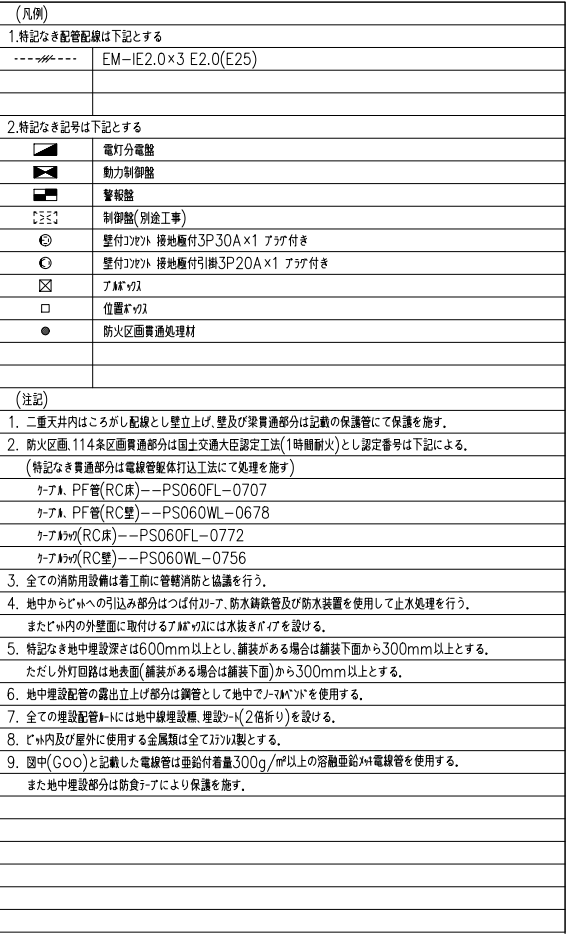 (凡例)
1.特記なき配管配線は下記とする
EM-IE2.0×3 E2.0(E25)
2.特記なき記号は下記とする
電灯分電盤
動力制御盤
警報盤
制御盤(別途工事)
壁付コンセント 接地極付3P30A×1 プラグ付き
壁付コンセント 接地極付引掛3P20A×1 プラグ付き
プルボックス
位置ボックス
防火区画貫通処理材
(注記)
1. 二重天井内はころがし配線とし壁立上げ、壁及び梁貫通部分は記載の保護管にて保護を施す.
2. 防火区画、114条区画貫通部分は国土交通大臣認定工法(1時間耐火)とし認定番号は下記による.
(特記なき貫通部分は電線管躯体打込工法にて処理を施す)
ケーブル、PF管(RC床)--PS060FL-0707
ケーブル、PF管(RC壁)--PS060WL-0678
ケーブルラック(RC床)--PS060FL-0772
ケーブルラック(RC壁)--PS060WL-0756
3. 全ての消防用設備は着工前に管轄消防と協議を行う.
4. 地中からピットへの引込み部分はつば付スリーブ、防水鋳鉄管及び防水装置を使用して止水処理を行う.
またピット内の外壁面に取付けるプルボックスには水抜きパイプを設ける.
5. 特記なき地中埋設深さは600mm以上とし、舗装がある場合は舗装下面から300mm以上とする.
ただし外灯回路は地表面(舗装がある場合は舗装下面)から300mm以上とする.
6. 地中埋設配管の露出立上げ部分は鋼管として地中でノーマルベンドを使用する.
7. 全ての埋設配管ルートには地中線埋設標、埋設シート(2倍折り)を設ける.
8. ピット内及び屋外に使用する金属類は全てステンレス製とする.
9. 図中(G○○)と記載した電線管は亜鉛付着量300g/㎡以上の溶融亜鉛メッキ電線管を使用する.
また地中埋設部分は防食テープにより保護を施す.